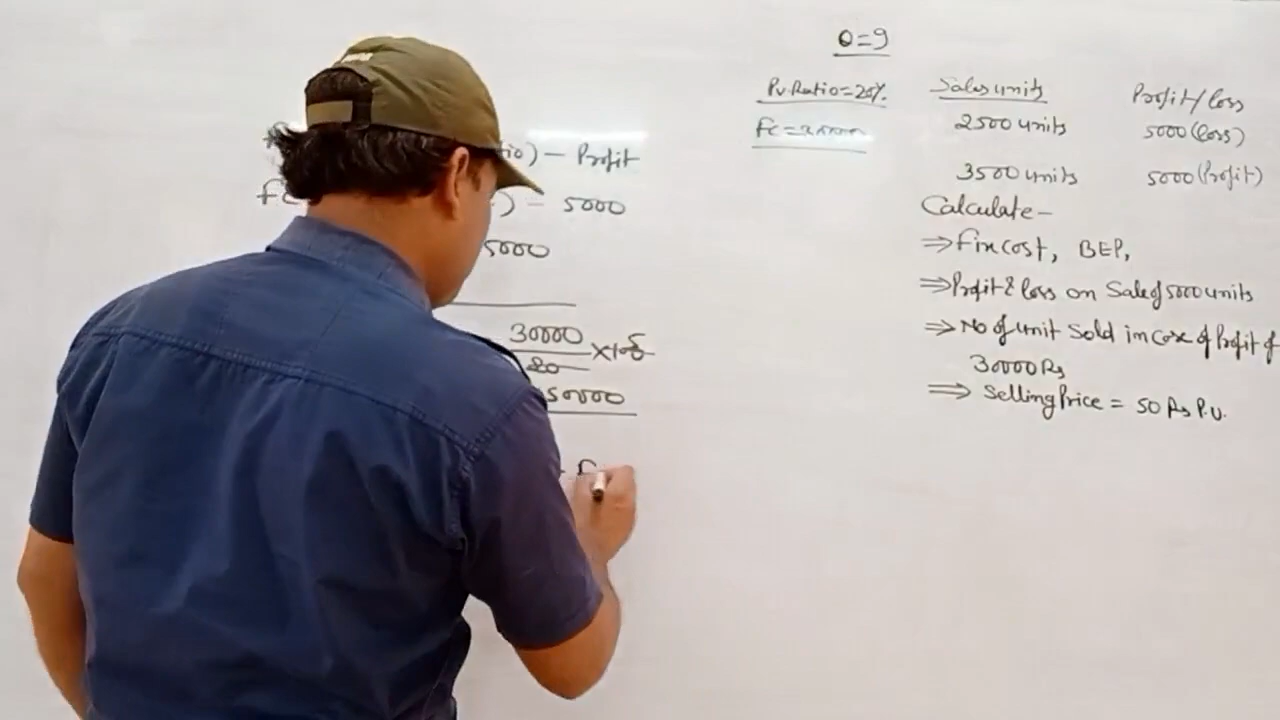 Q=9
PV.Ratio=20%. Sales units Profit/loss
FC = 2500 units 5000 (loss)
3500 units 5000 (Profit)
Calculate-
⇒ fix cost, BEP,
⇒ Profit & loss on Sale of 5000 units
⇒ No of unit Sold in Case of Profit of
30000 Rs
⇒ Selling Price = 50 Rs P.U.
tio) - Profit
) - 5000
5000
30000
×100
20
50000